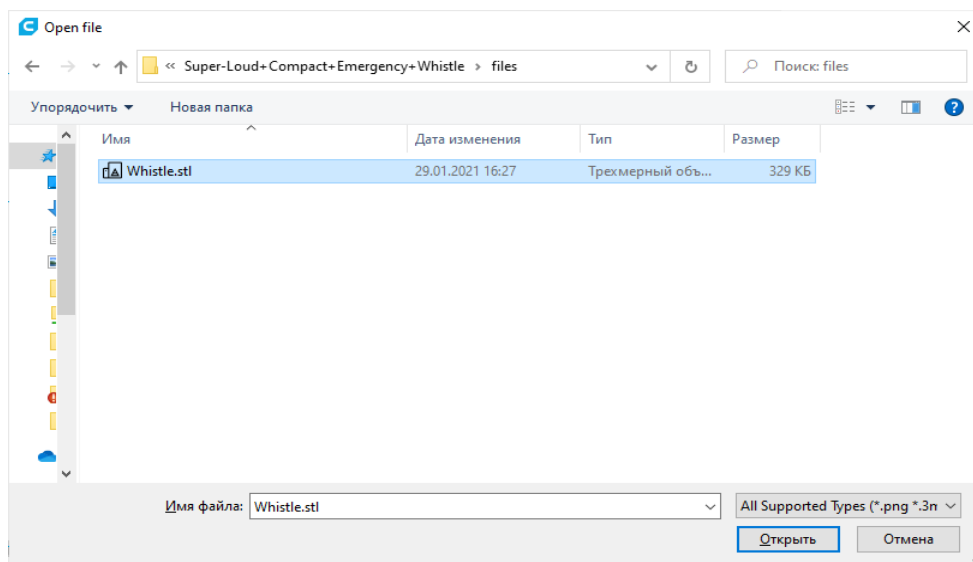 Open file
« Super-Loud+Compact+Emergency+Whistle › files
Поиск: files
Упорядочить Новая папка
Имя Дата изменения Тип Размер
Whistle.stl 29.01.2021 16:27 Трехмерный объ... 329 КБ
Имя файла: Whistle.stl All Supported Types (*.png *.3n
Открыть Отмена